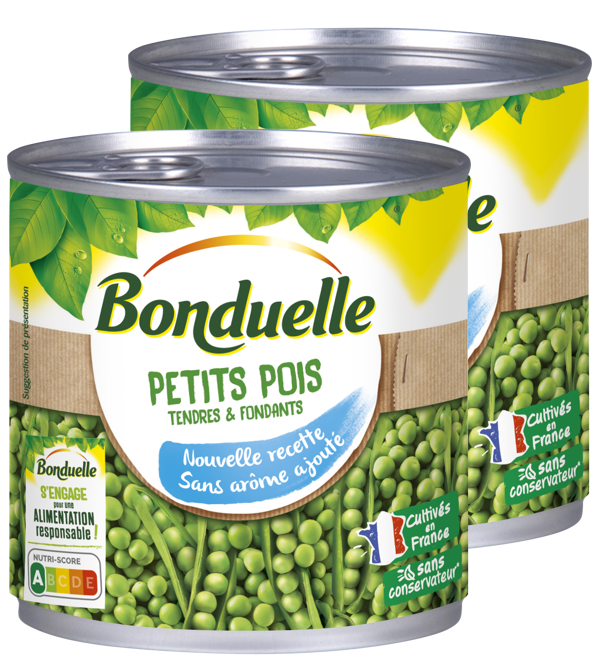 Bonduelle
PETITS POIS
TENDRES & FONDANTS
Nouvelle recette
Sans arôme ajouté
Suggestion de présentation
Bonduelle
S'ENGAGE
pour une
ALIMENTATION
responsable !
NUTRI-SCORE
A B C D E
Cultivés
en
France
sans
conservateur*
e
Cultivés
en
France
sans
conservateur*